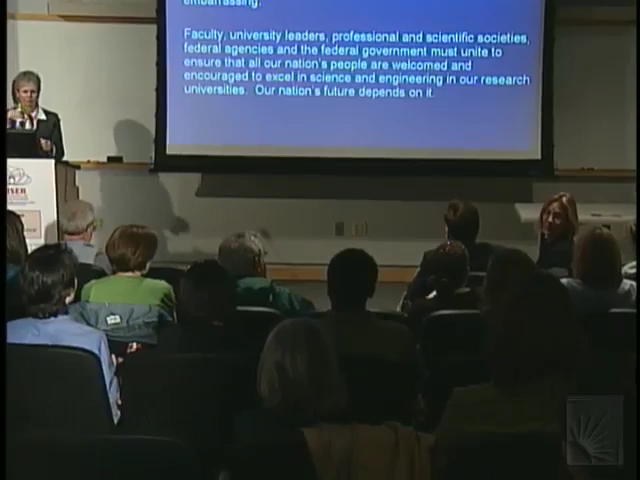 embarrassing.
Faculty, university leaders, professional and scientific societies,
federal agencies and the federal government must unite to
ensure that all our nation's people are welcomed and
encouraged to excel in science and engineering in our research
universities. Our nation's future depends on it.